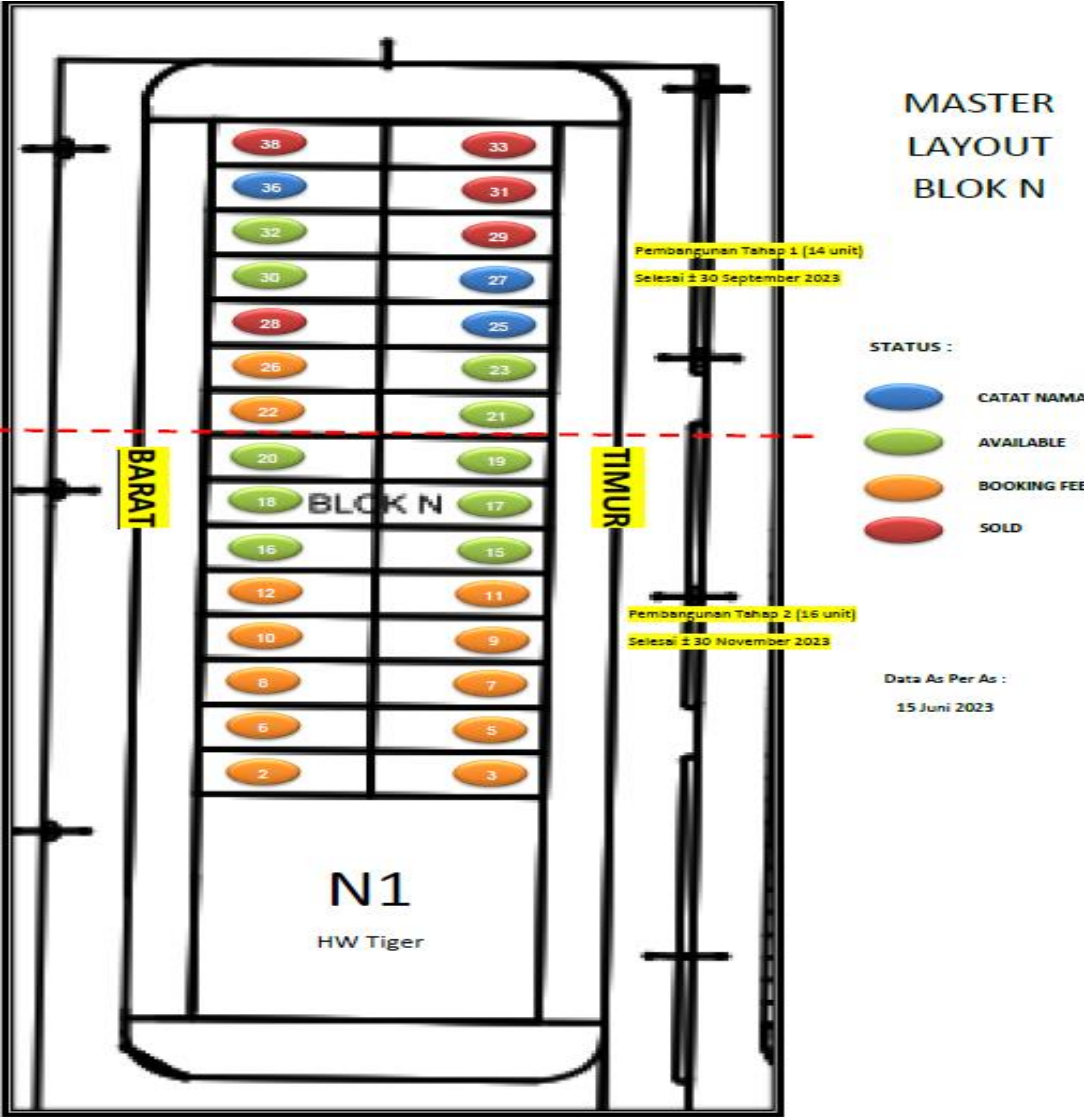 MASTER
LAYOUT
BLOK N
38 33
36 31
32 29
30 27
28 25
26 23
22 21
20 19
18 BLOK N 17
16 15
12 11
10 9
8 7
6 5
2 3
BARAT
TIMUR
N1
HW Tiger
Pembangunan Tahap 1 (14 unit)
Selesai ± 30 September 2023
Pembangunan Tahap 2 (16 unit)
Selesai ± 30 November 2023
STATUS :
CATAT NAMA
AVAILABLE
BOOKING FEE
SOLD
Data As Per As :
15 Juni 2023